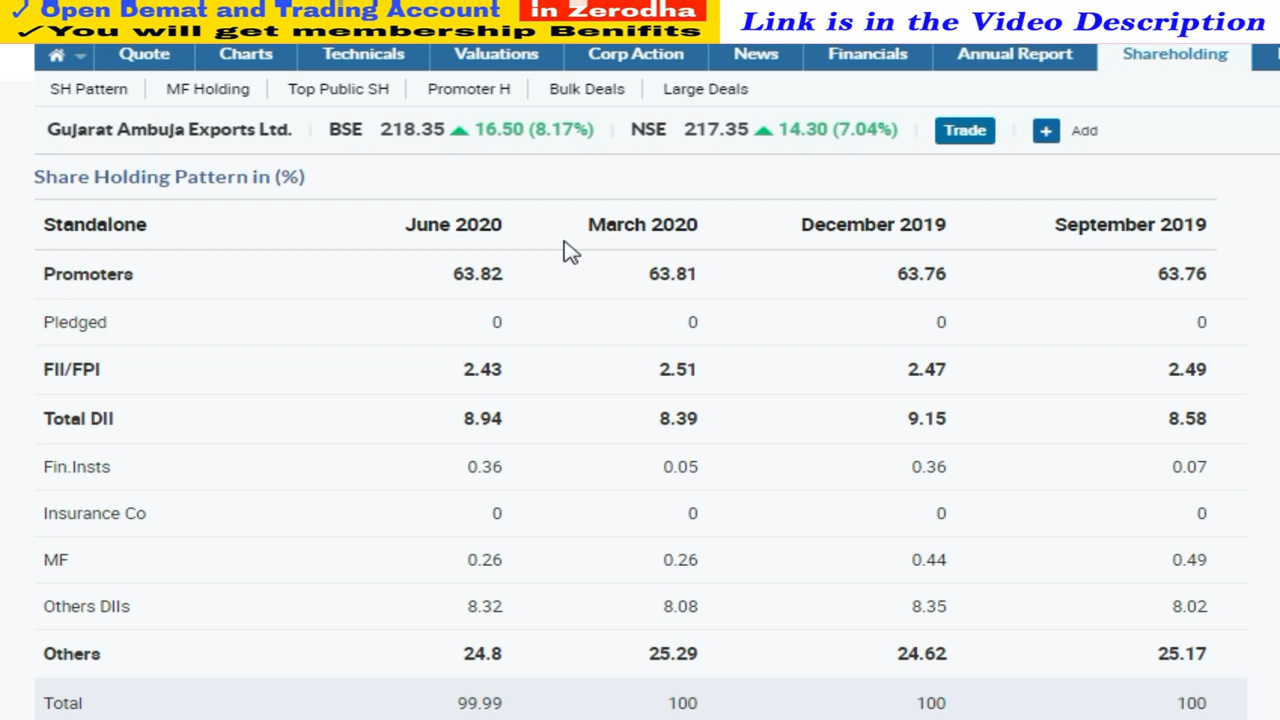 ✓ Open Demat and Trading Account In Zerodha
✓You will get membership Benifits
Link is in the Video Description
Quote Charts Technicals Valuations Corp Action News Financials Annual Report Shareholding
SH Pattern MF Holding Top Public SH Promoter H Bulk Deals Large Deals
Gujarat Ambuja Exports Ltd. BSE 218.35 ▲ 16.50 (8.17%) NSE 217.35 ▲ 14.30 (7.04%) Trade + Add
Share Holding Pattern in (%)
Standalone June 2020 March 2020 December 2019 September 2019
Promoters 63.82 63.81 63.76 63.76
Pledged 0 0 0 0
FII/FPI 2.43 2.51 2.47 2.49
Total DII 8.94 8.39 9.15 8.58
Fin.Insts 0.36 0.05 0.36 0.07
Insurance Co 0 0 0 0
MF 0.26 0.26 0.44 0.49
Others DIIs 8.32 8.08 8.35 8.02
Others 24.8 25.29 24.62 25.17
Total 99.99 100 100 100